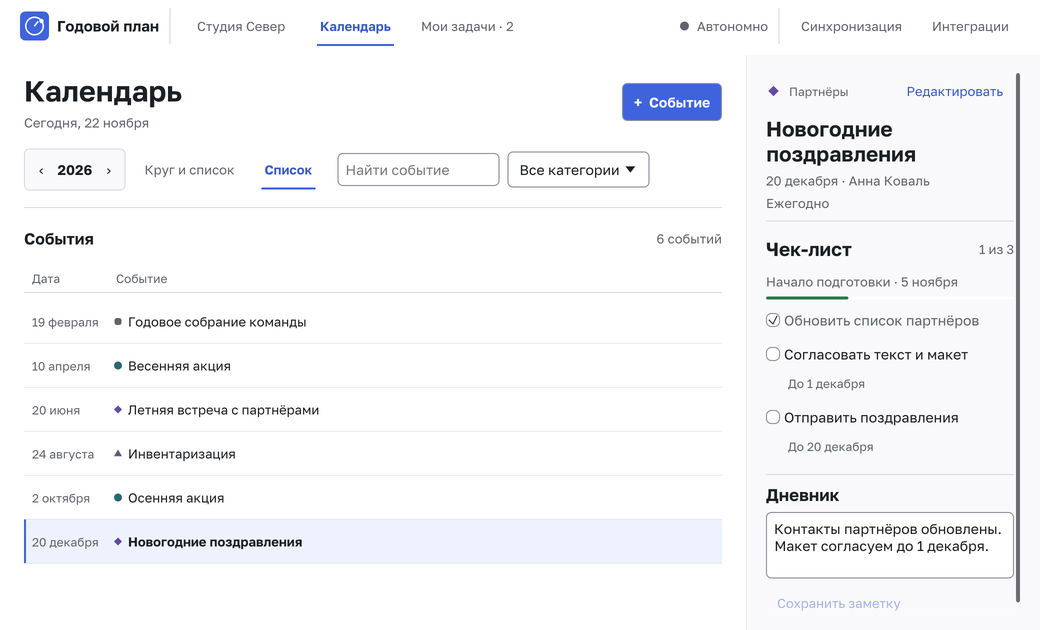 Годовой план
Студия Север
Календарь
Мои задачи · 2
Автономно
Синхронизация
Интеграции
Календарь
Сегодня, 22 ноября
+ Событие
‹ 2026 ›
Круг и список
Список
Найти событие
Все категории
События
6 событий
Дата
Событие
19 февраля Годовое собрание команды
10 апреля Весенняя акция
20 июня Летняя встреча с партнёрами
24 августа Инвентаризация
2 октября Осенняя акция
20 декабря Новогодние поздравления
Партнёры
Редактировать
Новогодние
поздравления
20 декабря · Анна Коваль
Ежегодно
Чек-лист
1 из 3
Начало подготовки · 5 ноября
Обновить список партнёров
Согласовать текст и макет
До 1 декабря
Отправить поздравления
До 20 декабря
Дневник
Контакты партнёров обновлены.
Макет согласуем до 1 декабря.
Сохранить заметку